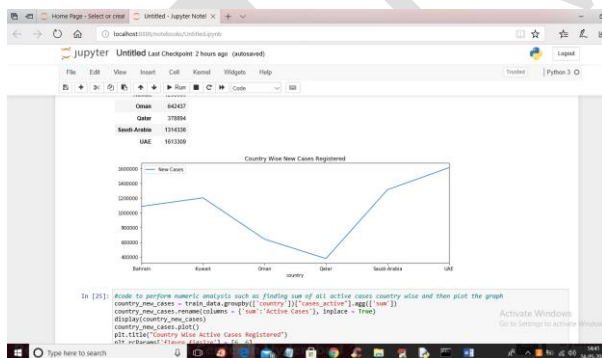 Home Page - Select or creat
Untitled - Jupyter Notel
localhost:8888/notebooks/Untitled.ipynb
jupyter Untitled Last Checkpoint: 2 hours ago (autosaved)
Logout
File Edit View Insert Cell Kernel Widgets Help
Trusted Python 3
Run Code
Oman 642437
Qatar 378894
Saudi Arabia 1314338
UAE 1613309
Country Wise New Cases Registered
New Cases
1600000
1400000
1200000
1000000
800000
600000
400000
Bahrain Kuwait Oman Qatar Saudi Arabia UAE
country
In [25]: #code to perform numeric analysis such as finding sum of all active cases country wise and then plot the graph
country_new_cases = train_data.groupby(['country'])["cases_active"].agg(['sum'])
country_new_cases.rename(columns = {'sum':'Active Cases'}, inplace = True)
display(country_new_cases)
country_new_cases.plot()
plt.title("Country Wise Active Cases Registered")
Activate Windows
Go to Settings to activate Windows.
Type here to search
14:41